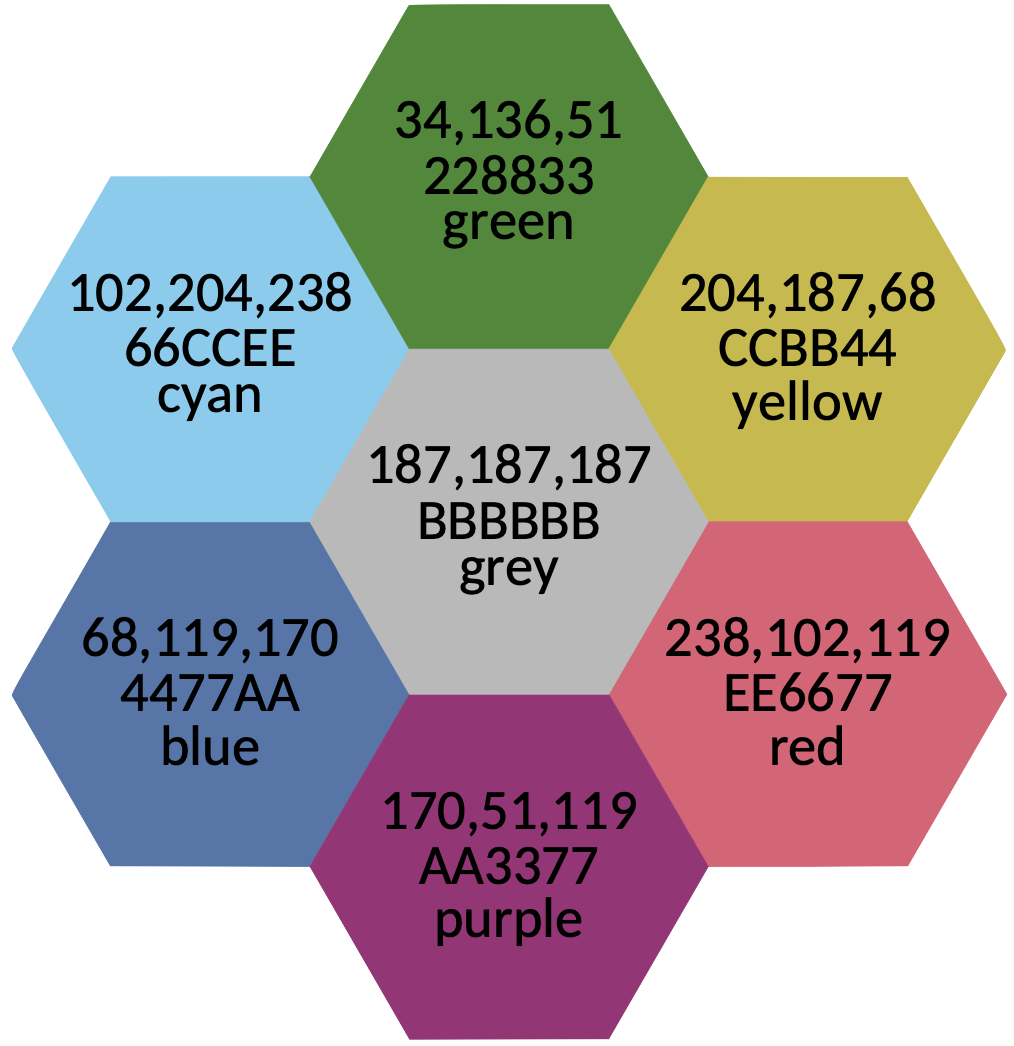 34,136,51
228833
green
102,204,238
66CCEE
cyan
204,187,68
CCBB44
yellow
187,187,187
BBBBBB
grey
68,119,170
4477AA
blue
238,102,119
EE6677
red
170,51,119
AA3377
purple